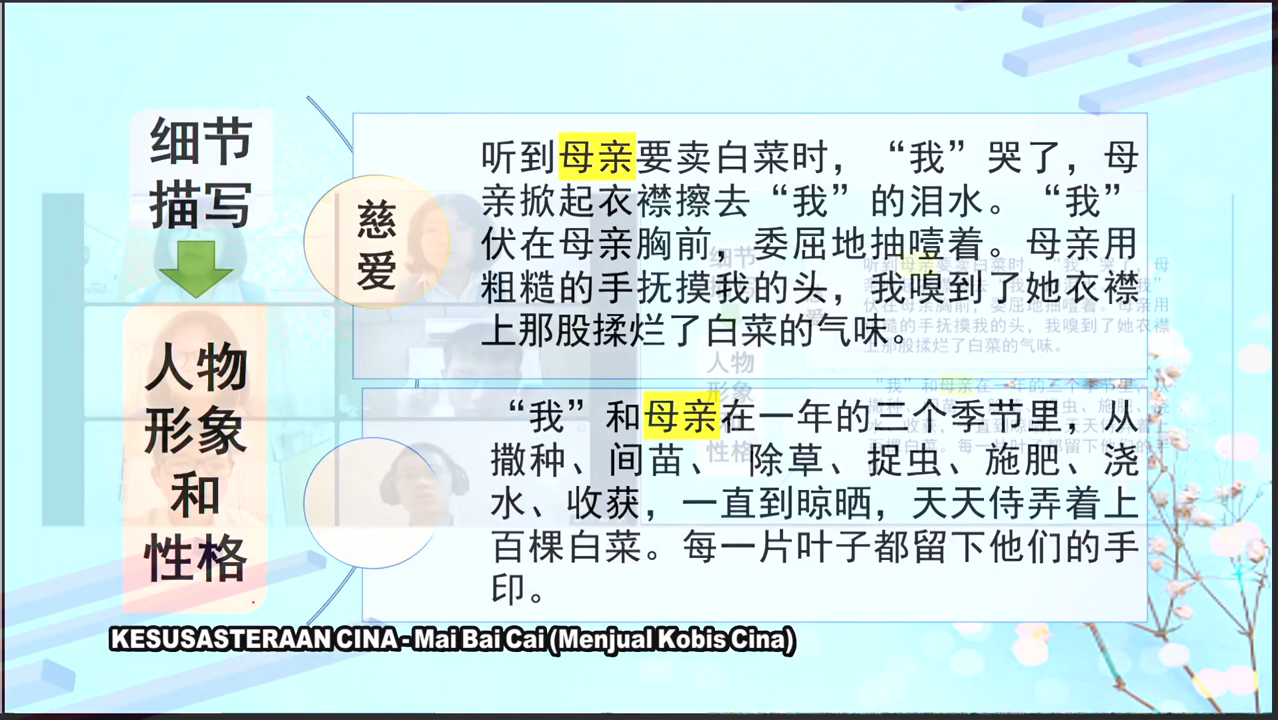 细节
描写
人物
形象
和
性格
慈
爱
听到母亲要卖白菜时，“我”哭了，母
亲掀起衣襟擦去“我”的泪水。“我”
伏在母亲胸前，委屈地抽噎着。母亲用
粗糙的手抚摸我的头，我嗅到了她衣襟
上那股揉烂了白菜的气味。
“我”和母亲在一年的三个季节里，从
撒种、间苗、 除草、捉虫、施肥、浇
水、收获，一直到晾晒，天天侍弄着上
百棵白菜。每一片叶子都留下他们的手
印。
KESUSASTERAAN CINA - Mai Bai Cai (Menjual Kobis Cina)